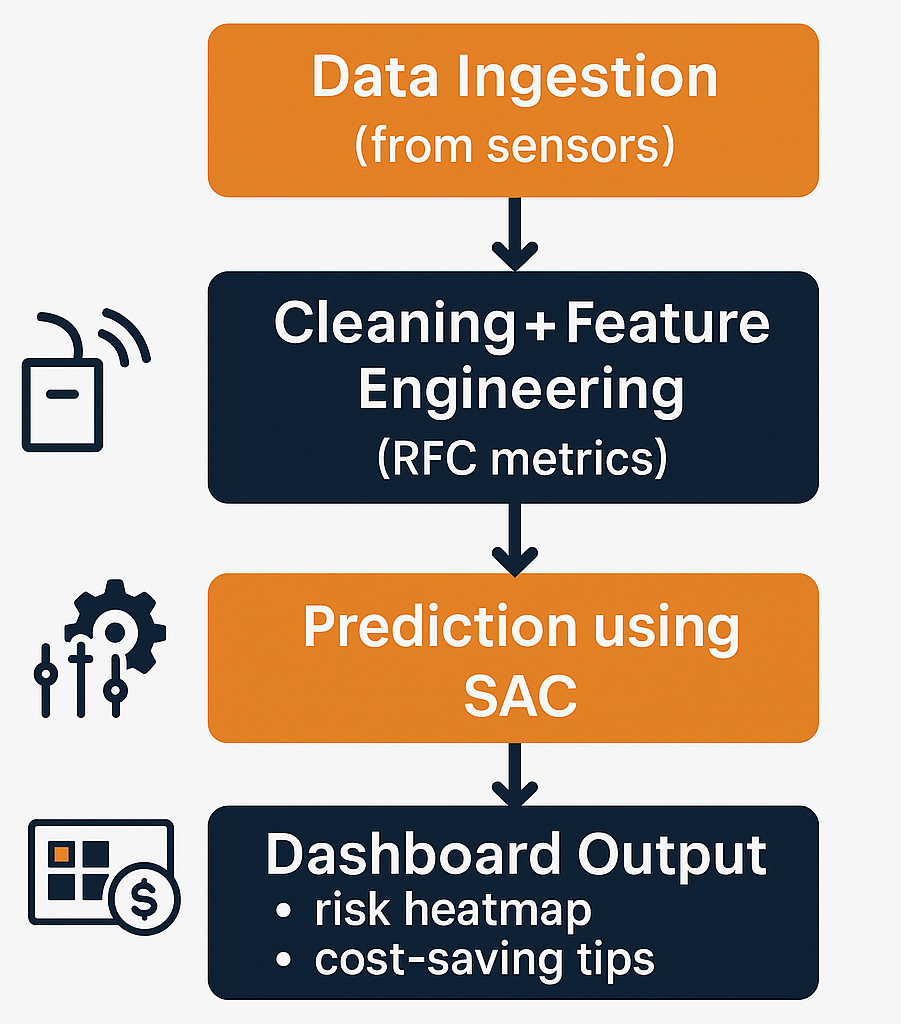 Data Ingestion
(from sensors)
Cleaning + Feature
Engineering
(RFC metrics)
Prediction using
SAC
Dashboard Output
• risk heatmap
• cost-saving tips
$